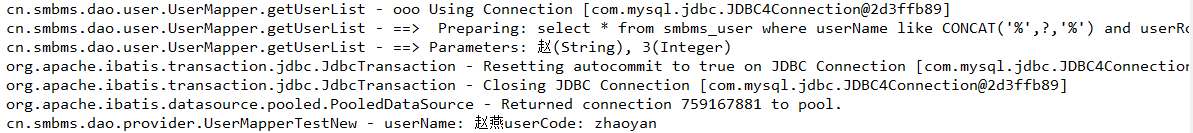 cn.smbms.dao.user.UserMapper.getUserList - ooo Using Connection [com.mysql.jdbc.JDBC4Connection@2d3ffb89]
cn.smbms.dao.user.UserMapper.getUserList - ==>  Preparing: select * from smbms_user where userName like CONCAT('%',?,'%') and userRo
cn.smbms.dao.user.UserMapper.getUserList - ==> Parameters: 赵(String), 3(Integer)
org.apache.ibatis.transaction.jdbc.JdbcTransaction - Resetting autocommit to true on JDBC Connection [com.mysql.jdbc.JDBC4Connection
org.apache.ibatis.transaction.jdbc.JdbcTransaction - Closing JDBC Connection [com.mysql.jdbc.JDBC4Connection@2d3ffb89]
org.apache.ibatis.datasource.pooled.PooledDataSource - Returned connection 759167881 to pool.
cn.smbms.dao.provider.UserMapperTestNew - userName: 赵燕userCode: zhaoyan